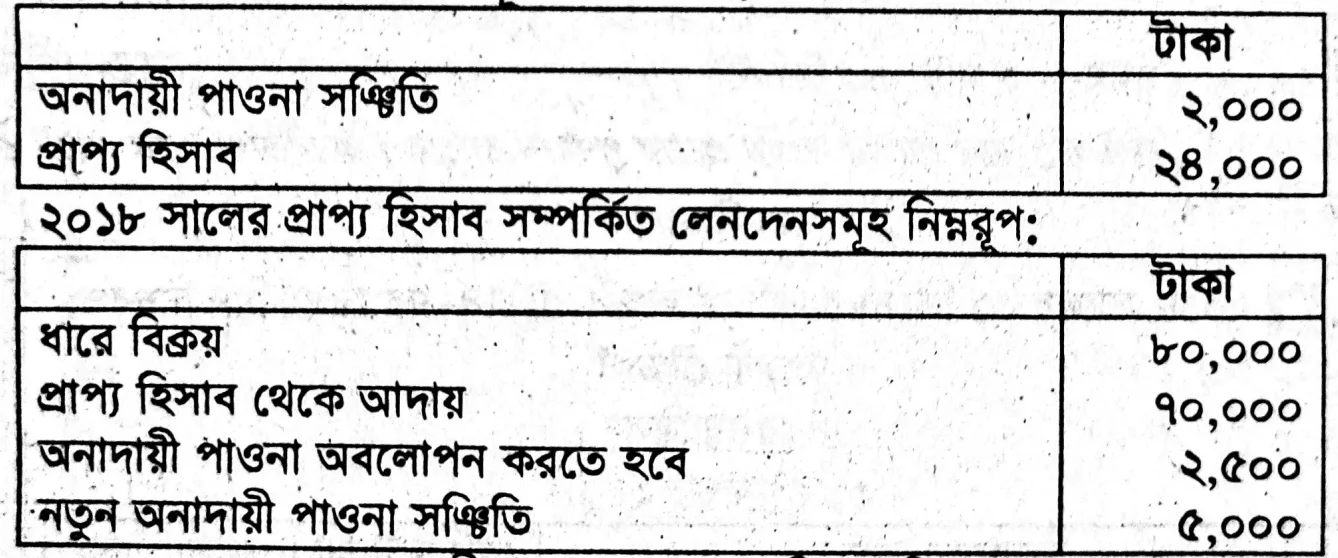 টাকা
অনাদায়ী পাওনা সঞ্চিতি ২,০০০
প্রাপ্য হিসাব ২৪,০০০
২০১৮ সালের প্রাপ্য হিসাব সম্পর্কিত লেনদেনসমূহ নিম্নরূপ:
টাকা
ধারে বিক্রয় ৮০,০০০
প্রাপ্য হিসাব থেকে আদায় ৭০,০০০
অনাদায়ী পাওনা অবলোপন করতে হবে ২,৫০০
নতুন অনাদায়ী পাওনা সঞ্চিতি ৫,০০০